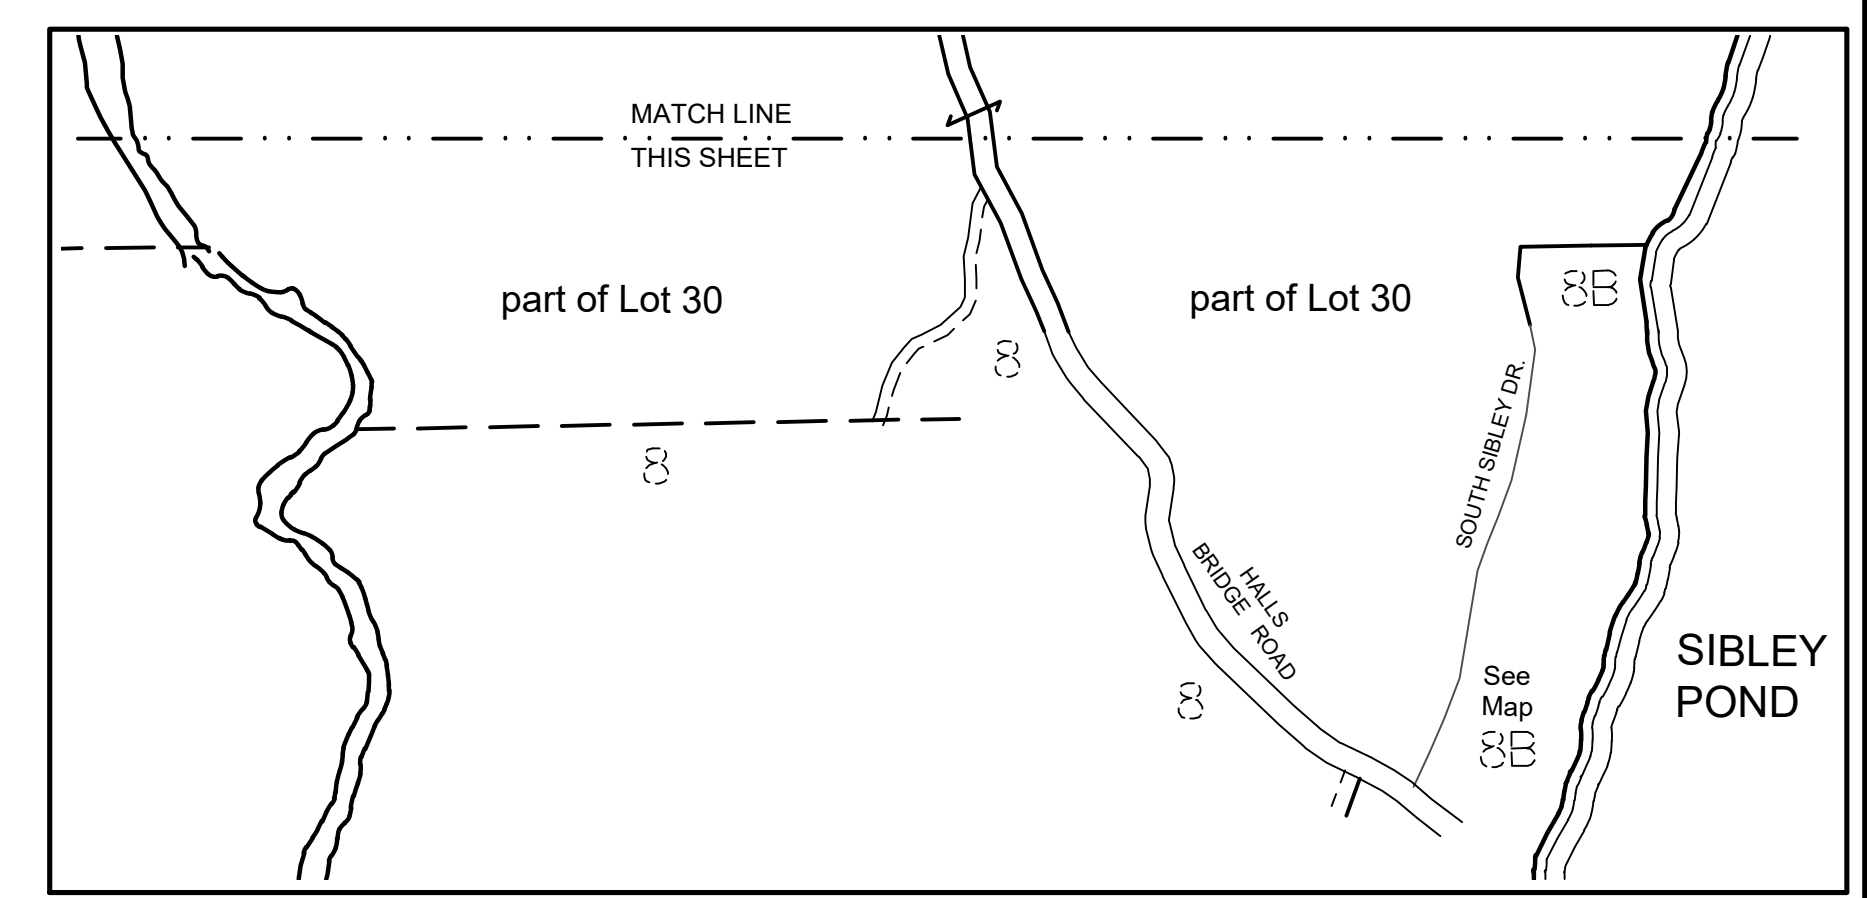 MATCH LINE
THIS SHEET
part of Lot 30
part of Lot 30
8B
8
SOUTH SIBLEY DR.
8
HALLS
BRIDGE ROAD
SIBLEY
POND
See
Map
8B
8